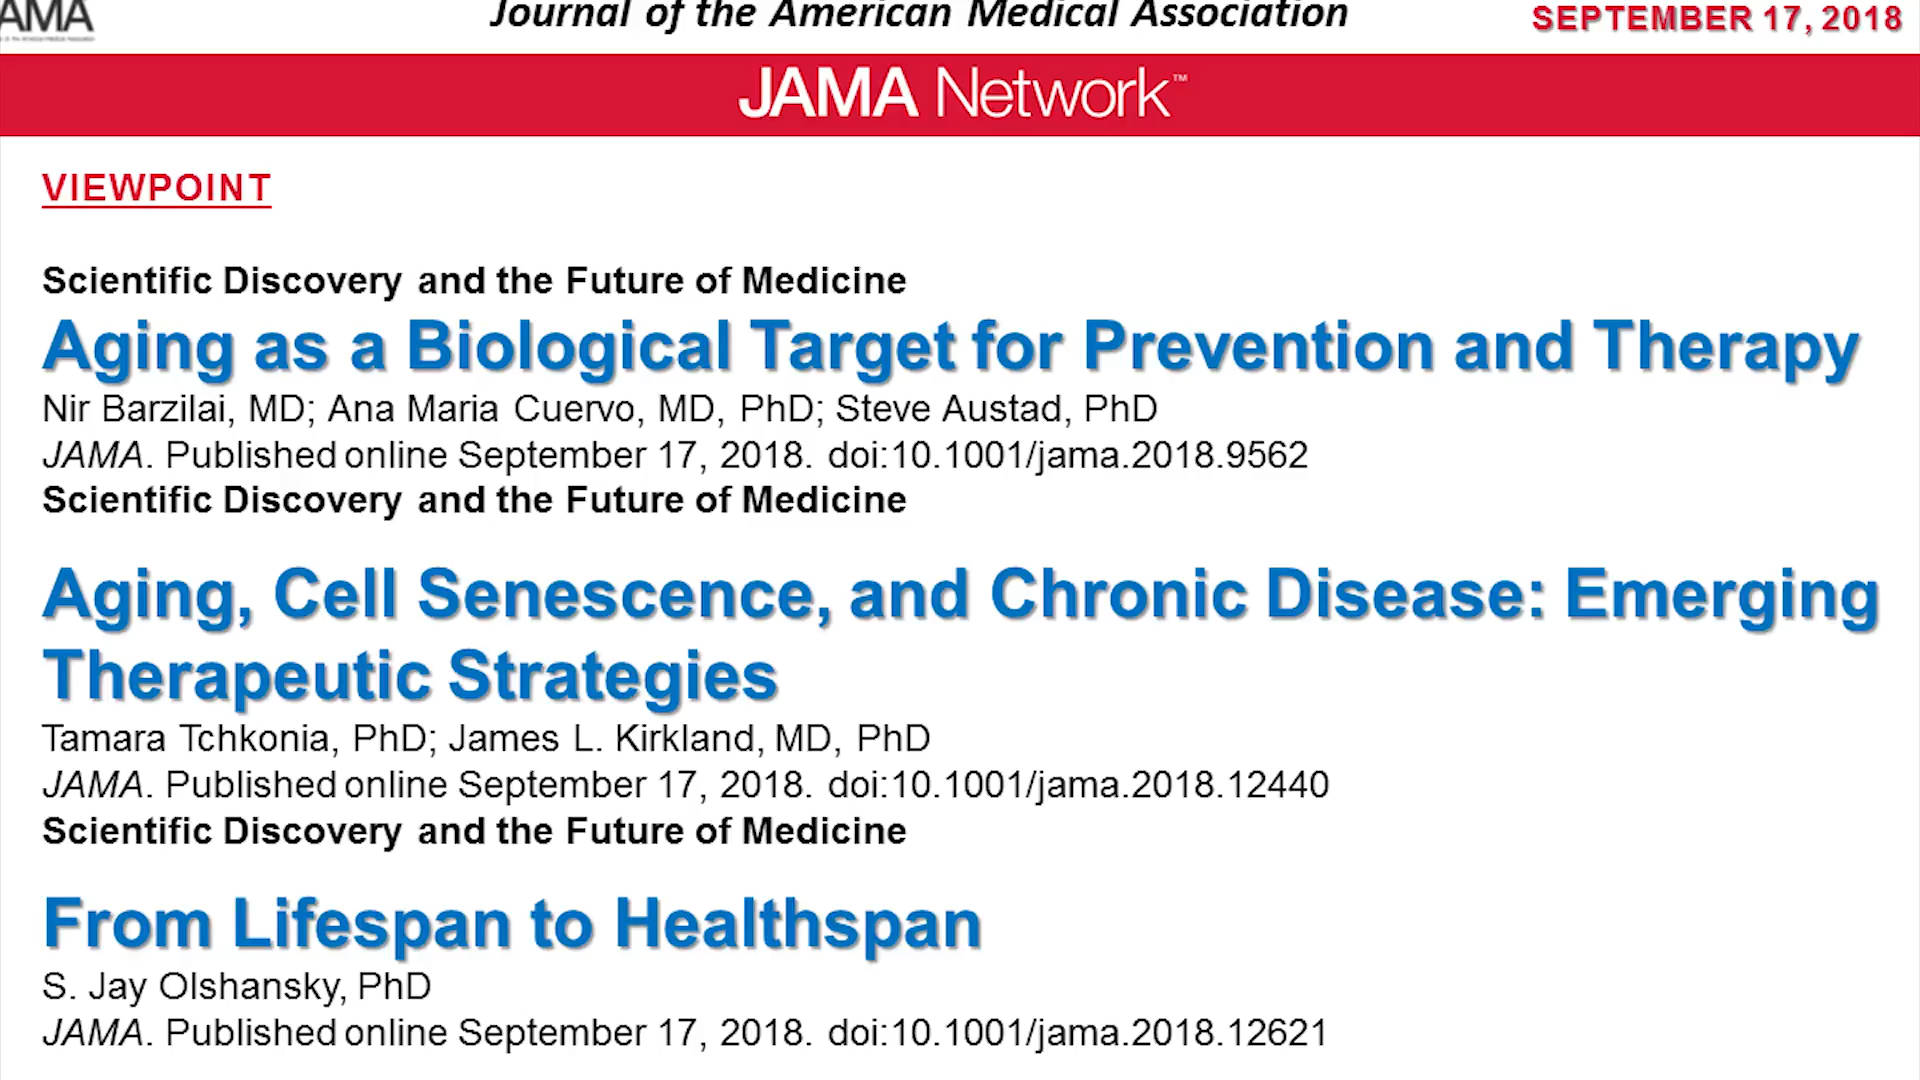 AMA
Journal of the American Medical Association
SEPTEMBER 17, 2018
JAMA Network™
VIEWPOINT
Scientific Discovery and the Future of Medicine
Aging as a Biological Target for Prevention and Therapy
Nir Barzilai, MD; Ana Maria Cuervo, MD, PhD; Steve Austad, PhD
JAMA. Published online September 17, 2018. doi:10.1001/jama.2018.9562
Scientific Discovery and the Future of Medicine
Aging, Cell Senescence, and Chronic Disease: Emerging
Therapeutic Strategies
Tamara Tchkonia, PhD; James L. Kirkland, MD, PhD
JAMA. Published online September 17, 2018. doi:10.1001/jama.2018.12440
Scientific Discovery and the Future of Medicine
From Lifespan to Healthspan
S. Jay Olshansky, PhD
JAMA. Published online September 17, 2018. doi:10.1001/jama.2018.12621